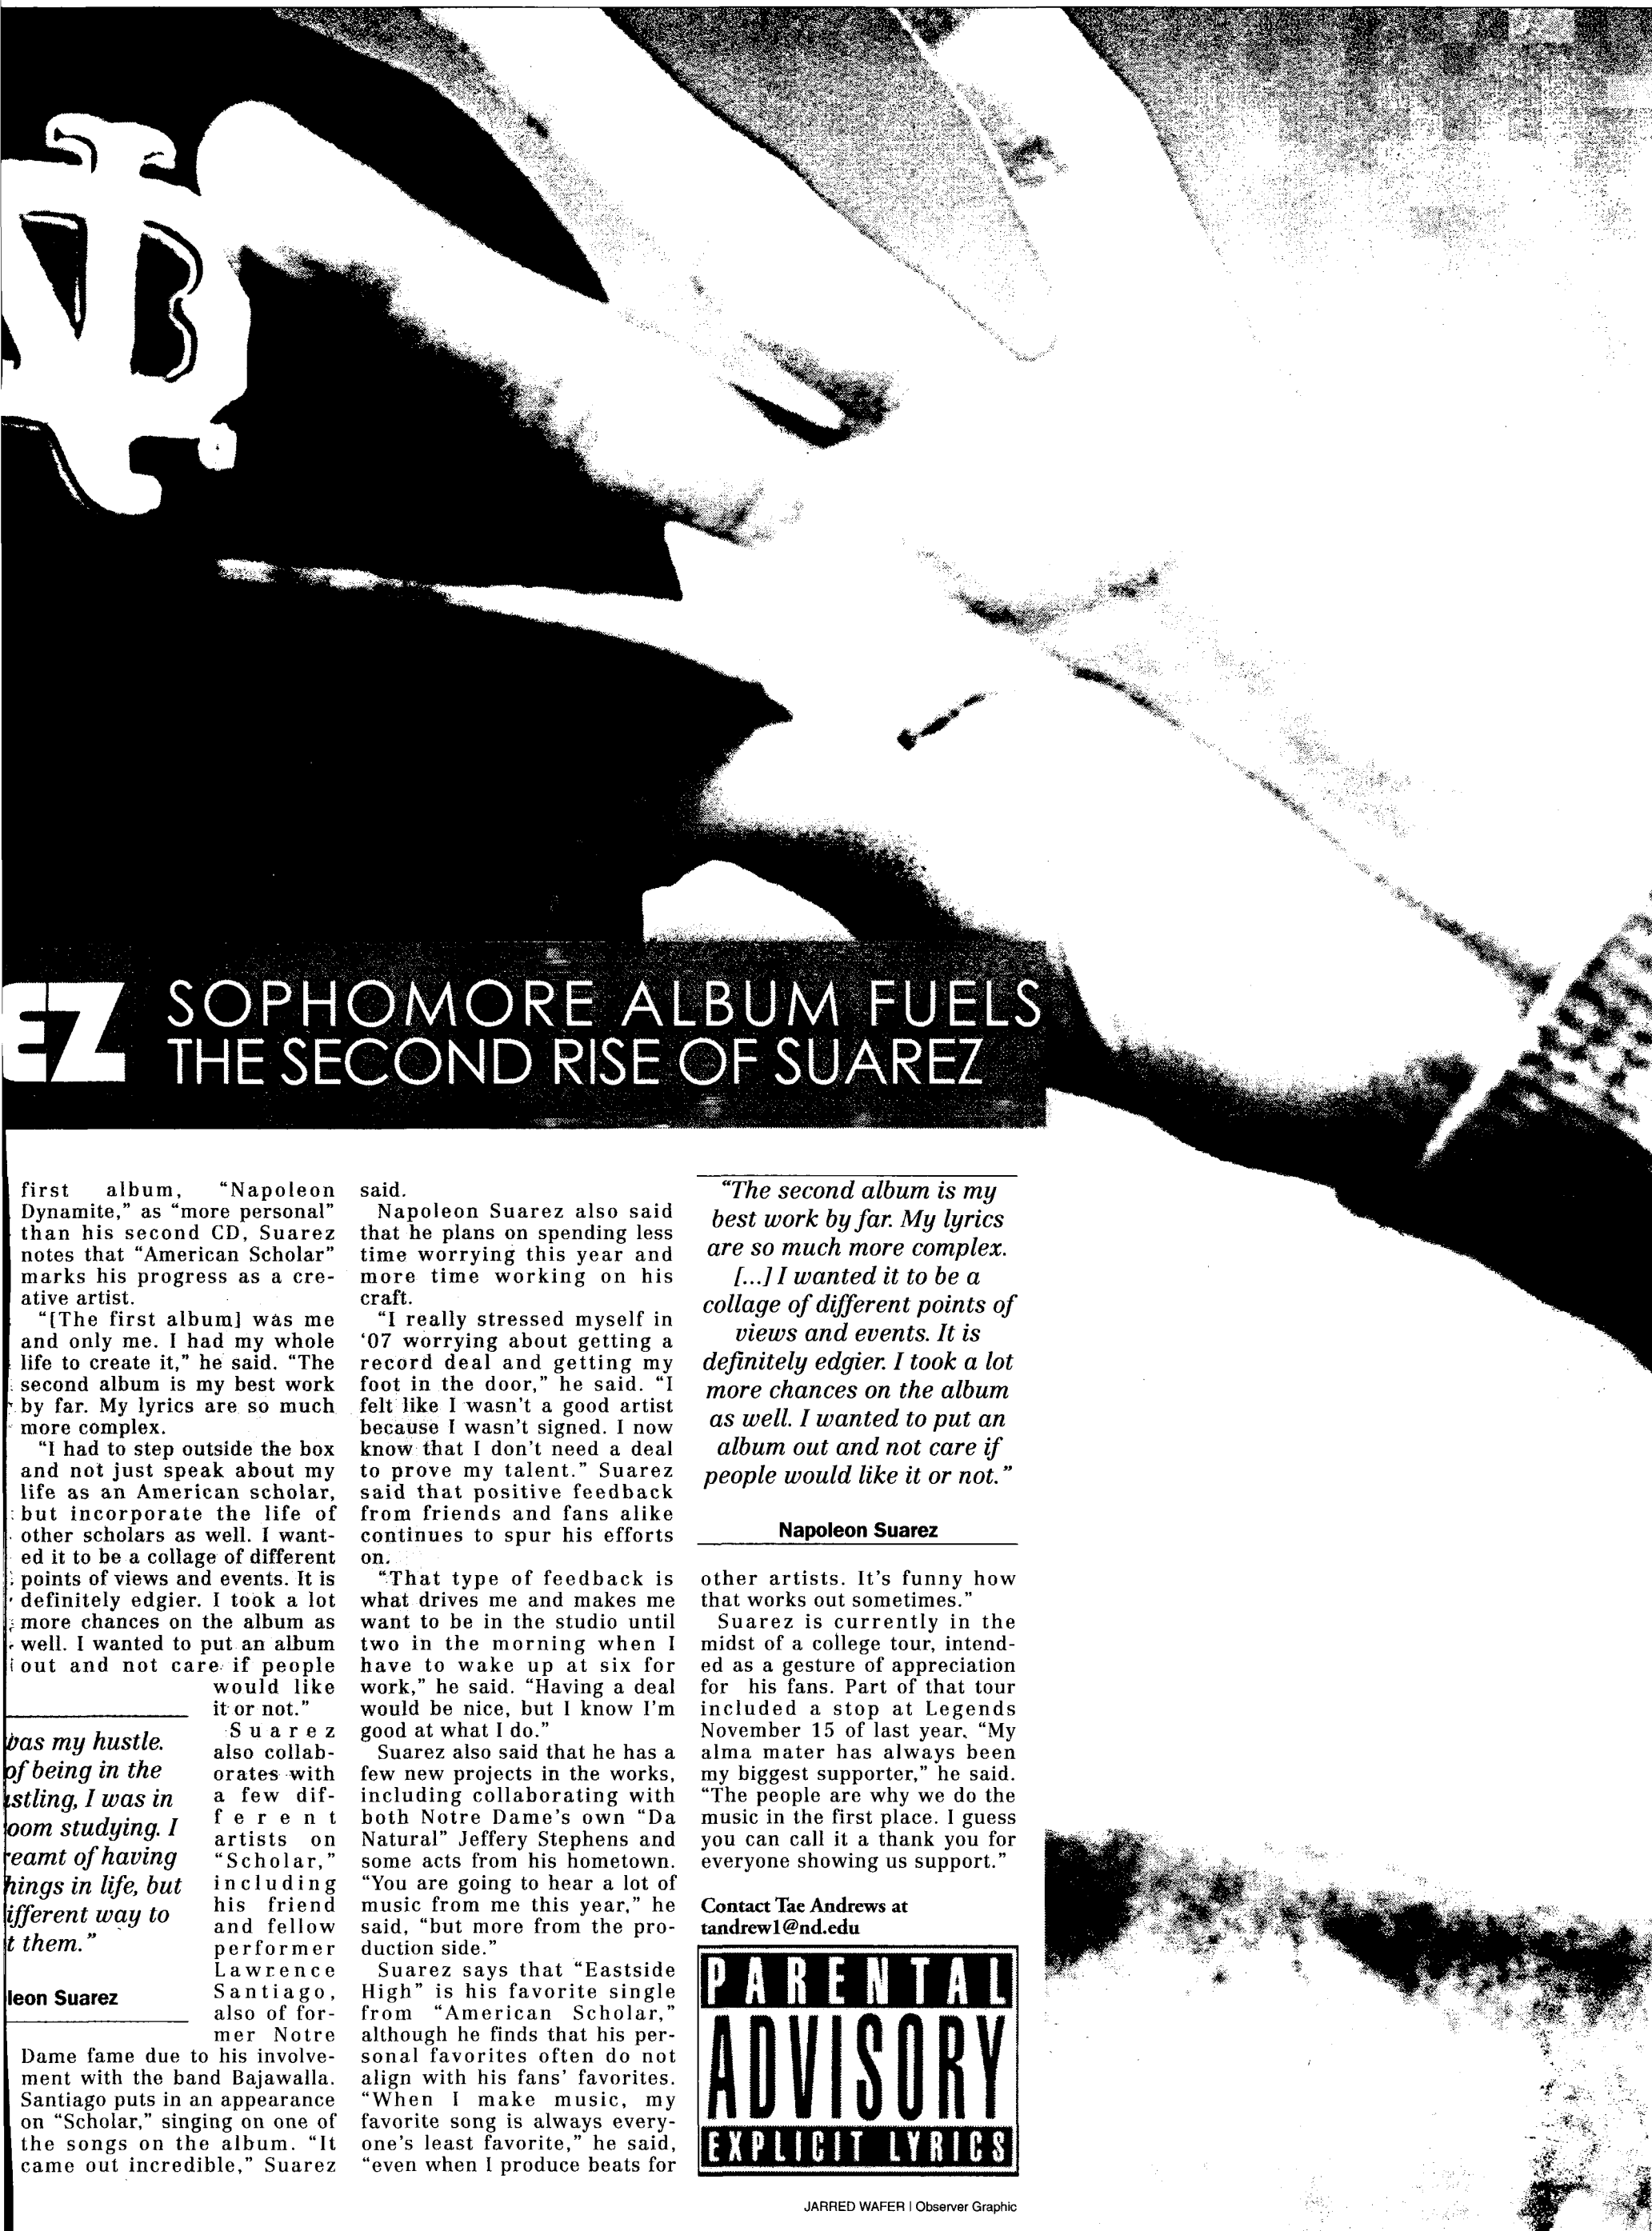 EZ
SOPHOMORE ALBUM FUELS
THE SECOND RISE OF SUAREZ
first album, “Napoleon
Dynamite,” as “more personal”
than his second CD, Suarez
notes that “American Scholar”
marks his progress as a cre-
ative artist.
“[The first album] was me
and only me. I had my whole
life to create it,” he said. “The
second album is my best work
by far. My lyrics are so much
more complex.
“I had to step outside the box
and not just speak about my
life as an American scholar,
but incorporate the life of
other scholars as well. I want-
ed it to be a collage of different
points of views and events. It is
definitely edgier. I took a lot
more chances on the album as
well. I wanted to put an album
out and not care if people
would like
it or not.”
Suarez
also collab-
orates with
a few dif-
ferent
artists on
“Scholar,”
including
his friend
and fellow
performer
Lawrence
Santiago,
also of for-
mer Notre
Dame fame due to his involve-
ment with the band Bajawalla.
Santiago puts in an appearance
on “Scholar,” singing on one of
the songs on the album. “It
came out incredible,” Suarez
my hustle.
of being in the
I was in
studying. I
of having
in life, but
way to
them.”
Suarez
said.
Napoleon Suarez also said
that he plans on spending less
time worrying this year and
more time working on his
craft.
“I really stressed myself in
‘07 worrying about getting a
record deal and getting my
foot in the door,” he said. “I
felt like I wasn't a good artist
because I wasn't signed. I now
know that I don't need a deal
to prove my talent.” Suarez
said that positive feedback
from friends and fans alike
continues to spur his efforts
on.
“That type of feedback is
what drives me and makes me
want to be in the studio until
two in the morning when I
have to wake up at six for
work,” he said. “Having a deal
would be nice, but I know I'm
good at what I do.”
Suarez also said that he has a
few new projects in the works,
including collaborating with
both Notre Dame's own “Da
Natural” Jeffery Stephens and
some acts from his hometown.
“You are going to hear a lot of
music from me this year,” he
said, “but more from the pro-
duction side.”
Suarez says that “Eastside
High” is his favorite single
from “American Scholar,”
although he finds that his per-
sonal favorites often do not
align with his fans’ favorites.
“When I make music, my
favorite song is always every-
one's least favorite,” he said,
“even when I produce beats for
“The second album is my
best work by far. My lyrics
are so much more complex.
[...] I wanted it to be a
collage of different points of
views and events. It is
definitely edgier. I took a lot
more chances on the album
as well. I wanted to put an
album out and not care if
people would like it or not.”
Napoleon Suarez
other artists. It's funny how
that works out sometimes.”
Suarez is currently in the
midst of a college tour, intend-
ed as a gesture of appreciation
for his fans. Part of that tour
included a stop at Legends
November 15 of last year. “My
alma mater has always been
my biggest supporter,” he said.
“The people are why we do the
music in the first place. I guess
you can call it a thank you for
everyone showing us support.”
Contact Tae Andrews at
tandrew1@nd.edu
PARENTAL
ADVISORY
EXPLICIT LYRICS
JARRED WAFER | Observer Graphic